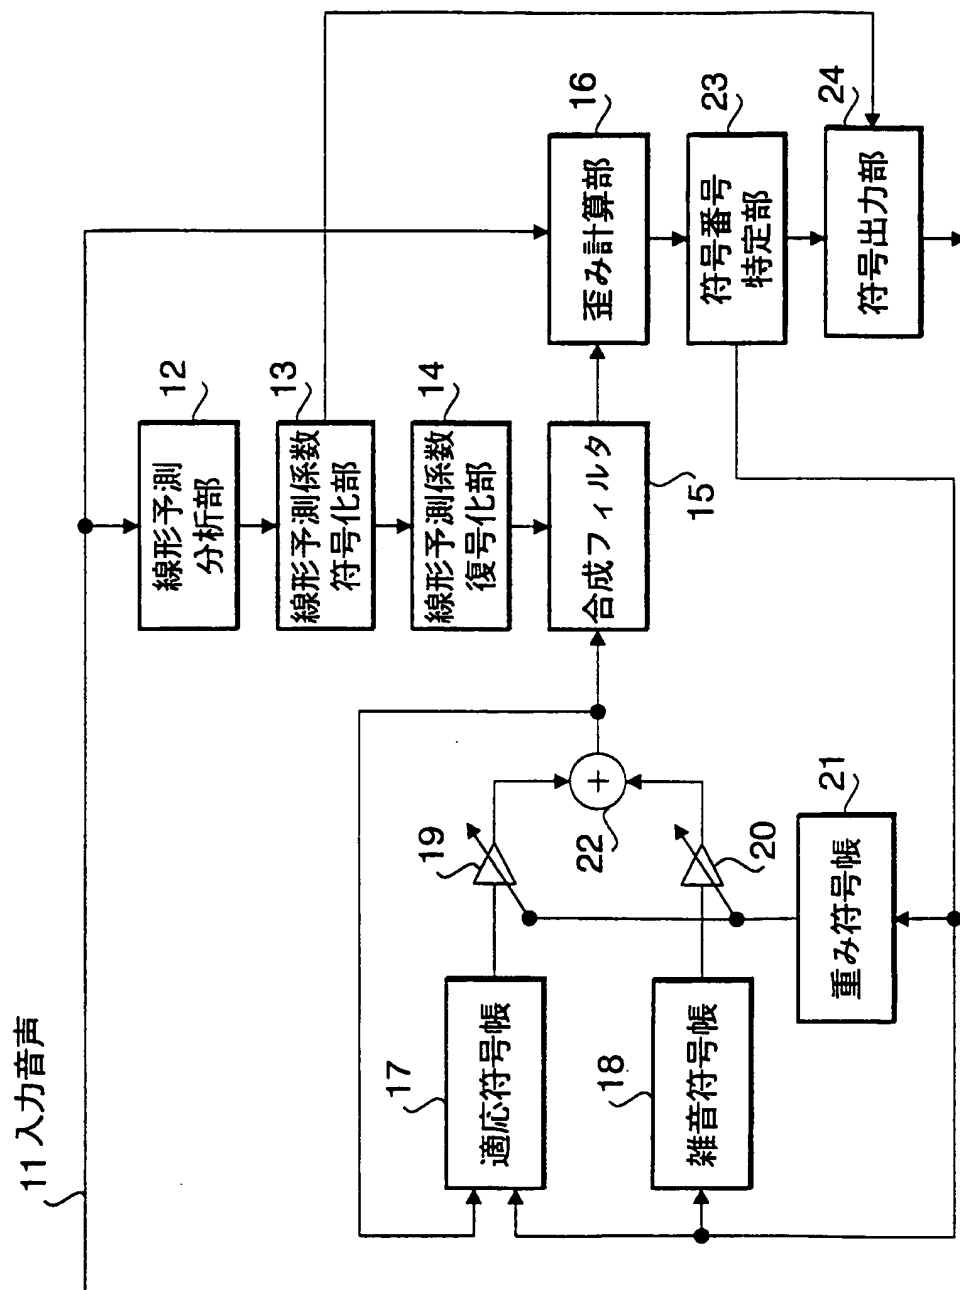 11 入力音声
12
線形予測
分析部
13
線形予測係数
符号化部
14
線形予測係数
復号化部
合成フィルタ
15
16
歪み計算部
23
符号番号
特定部
24
符号出力部
17
適応符号帳
18
雑音符号帳
19
20
+
22
21
重み符号帳